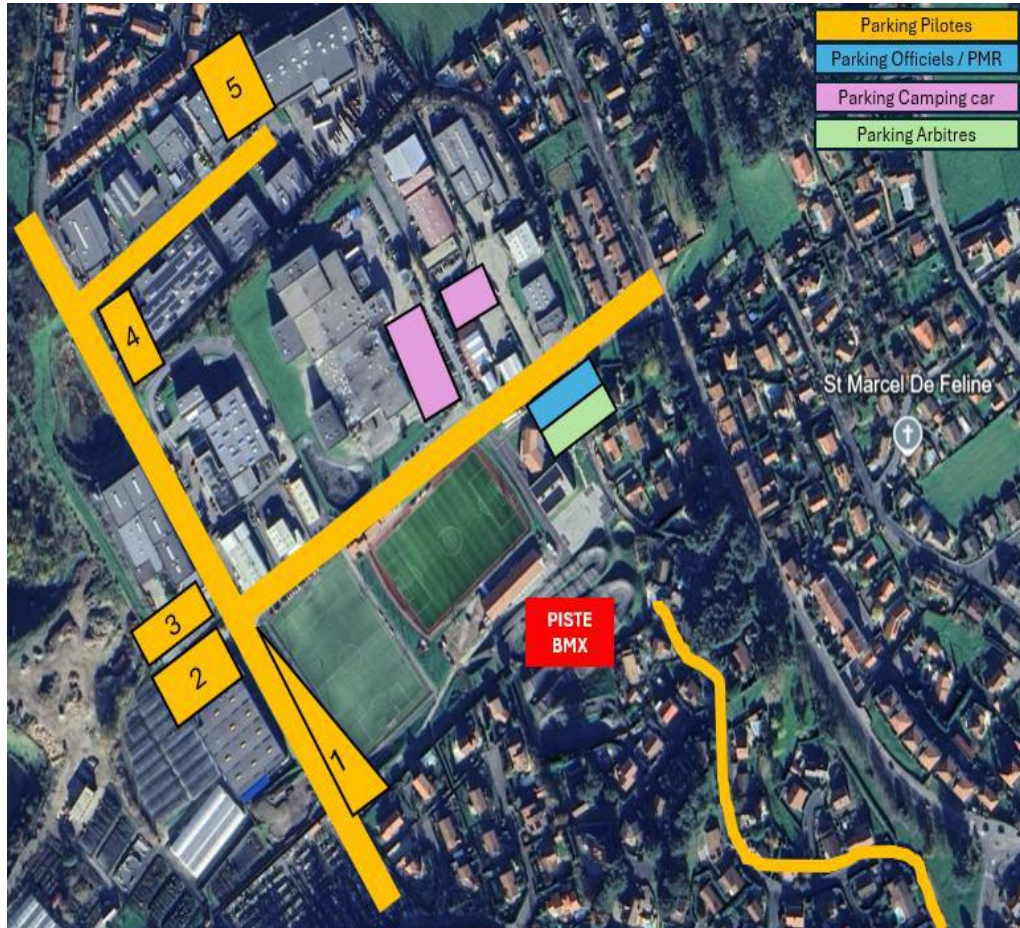 Parking Pilotes
Parking Officiels / PMR
Parking Camping car
Parking Arbitres
5
4
St Marcel De Feline
3
PISTE
BMX
2
1